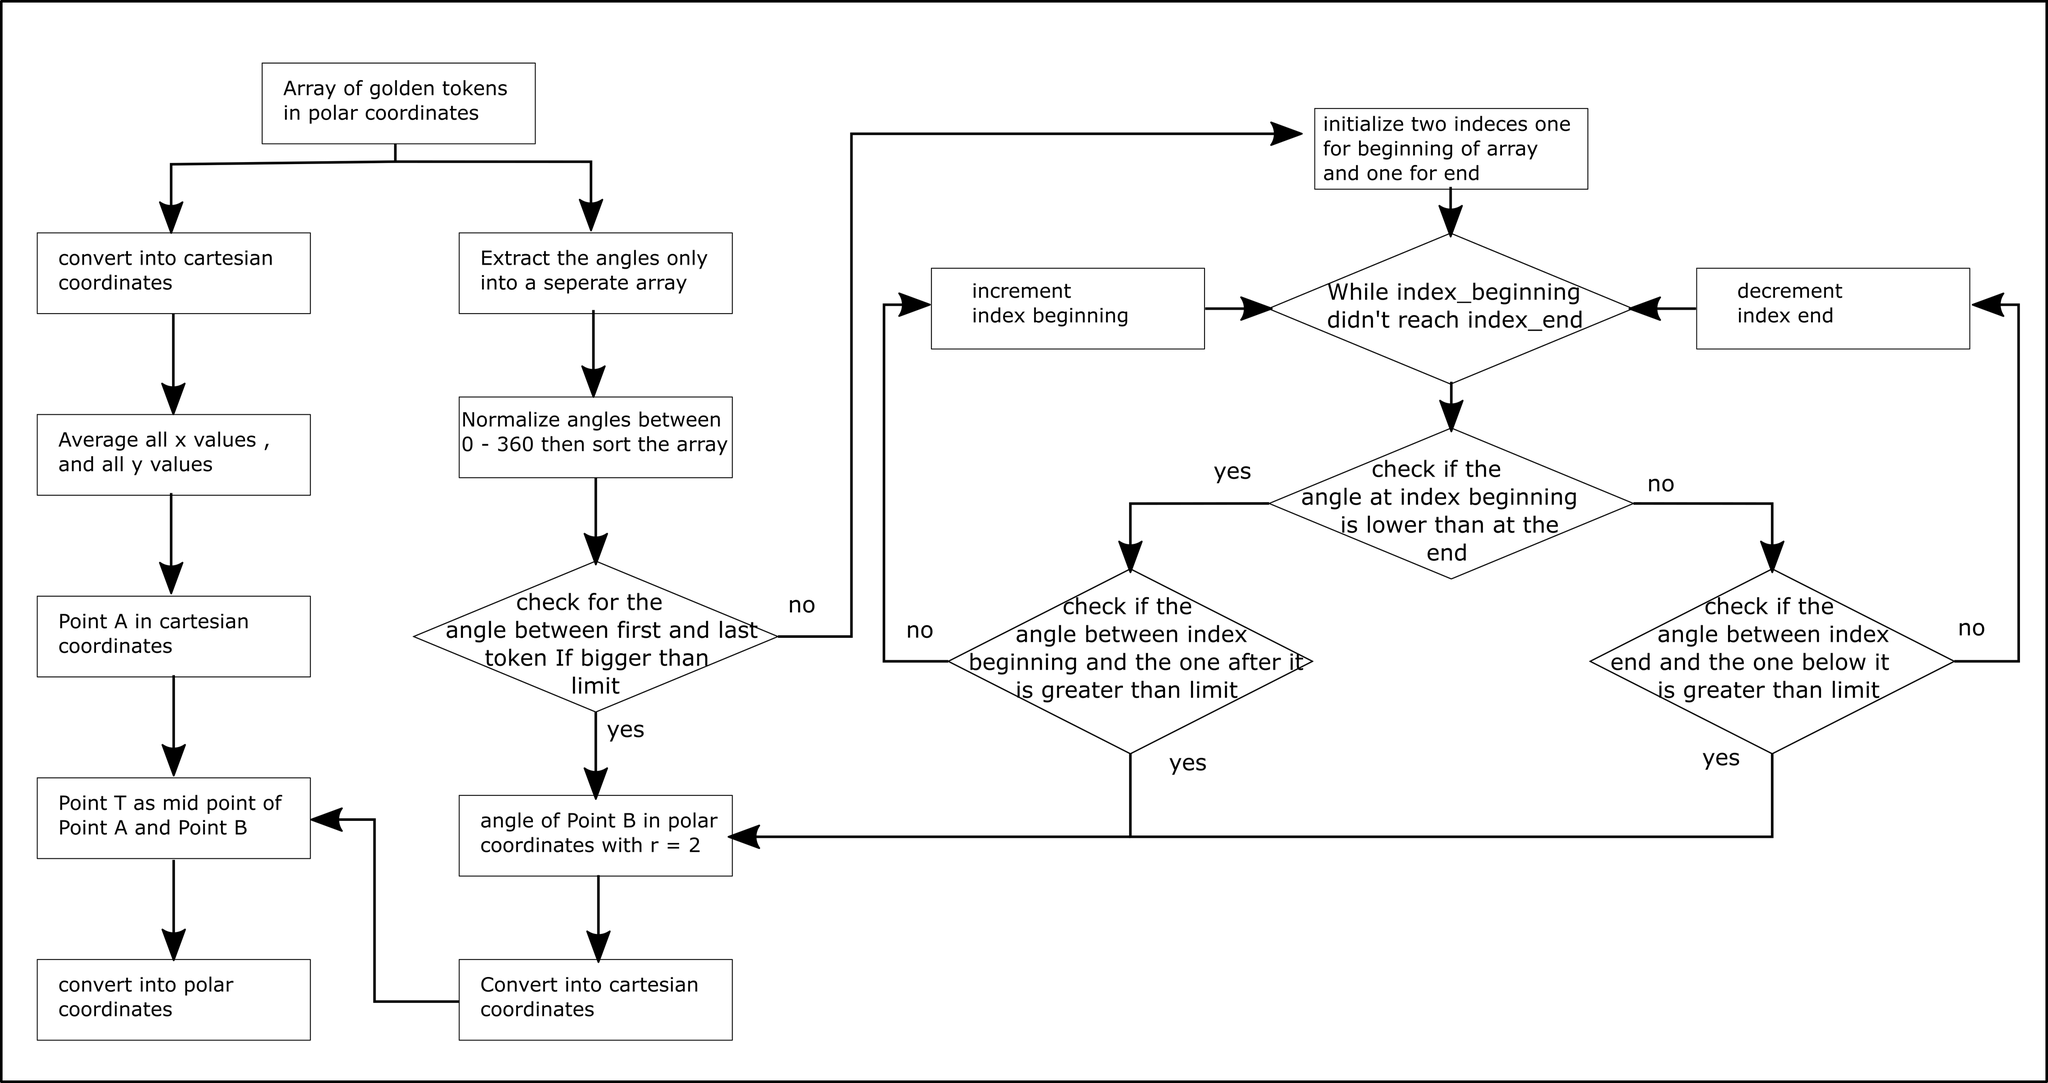 Array of golden tokens
in polar coordinates
convert into cartesian
coordinates
Average all x values ,
and all y values
Point A in cartesian
coordinates
Point T as mid point of
Point A and Point B
convert into polar
coordinates
Extract the angles only
into a seperate array
Normalize angles between
0 - 360 then sort the array
check for the
angle between first and last
token If bigger than
limit
no
yes
angle of Point B in polar
coordinates with r = 2
Convert into cartesian
coordinates
initialize two indeces one
for beginning of array
and one for end
While index_beginning
didn't reach index_end
increment
index beginning
decrement
index end
check if the
angle at index beginning
is lower than at the
end
yes
no
check if the
angle between index
beginning and the one after it
is greater than limit
no
yes
check if the
angle between index
end and the one below it
is greater than limit
no
yes